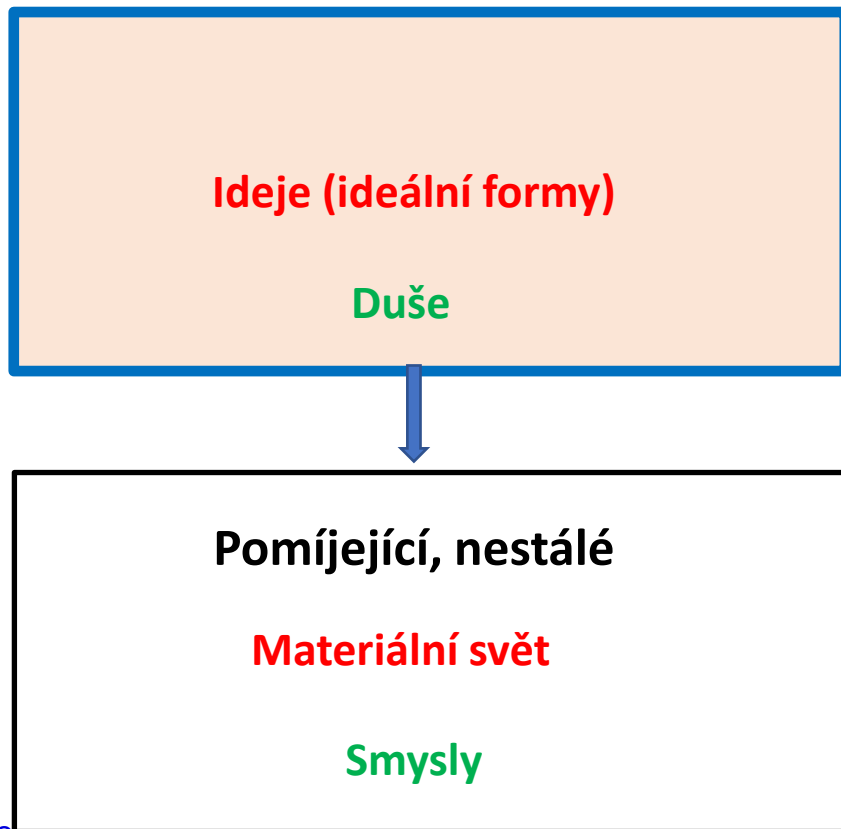 Ideje (ideální formy)
Duše
Pomíjející, nestálé
Materiální svět
Smysly